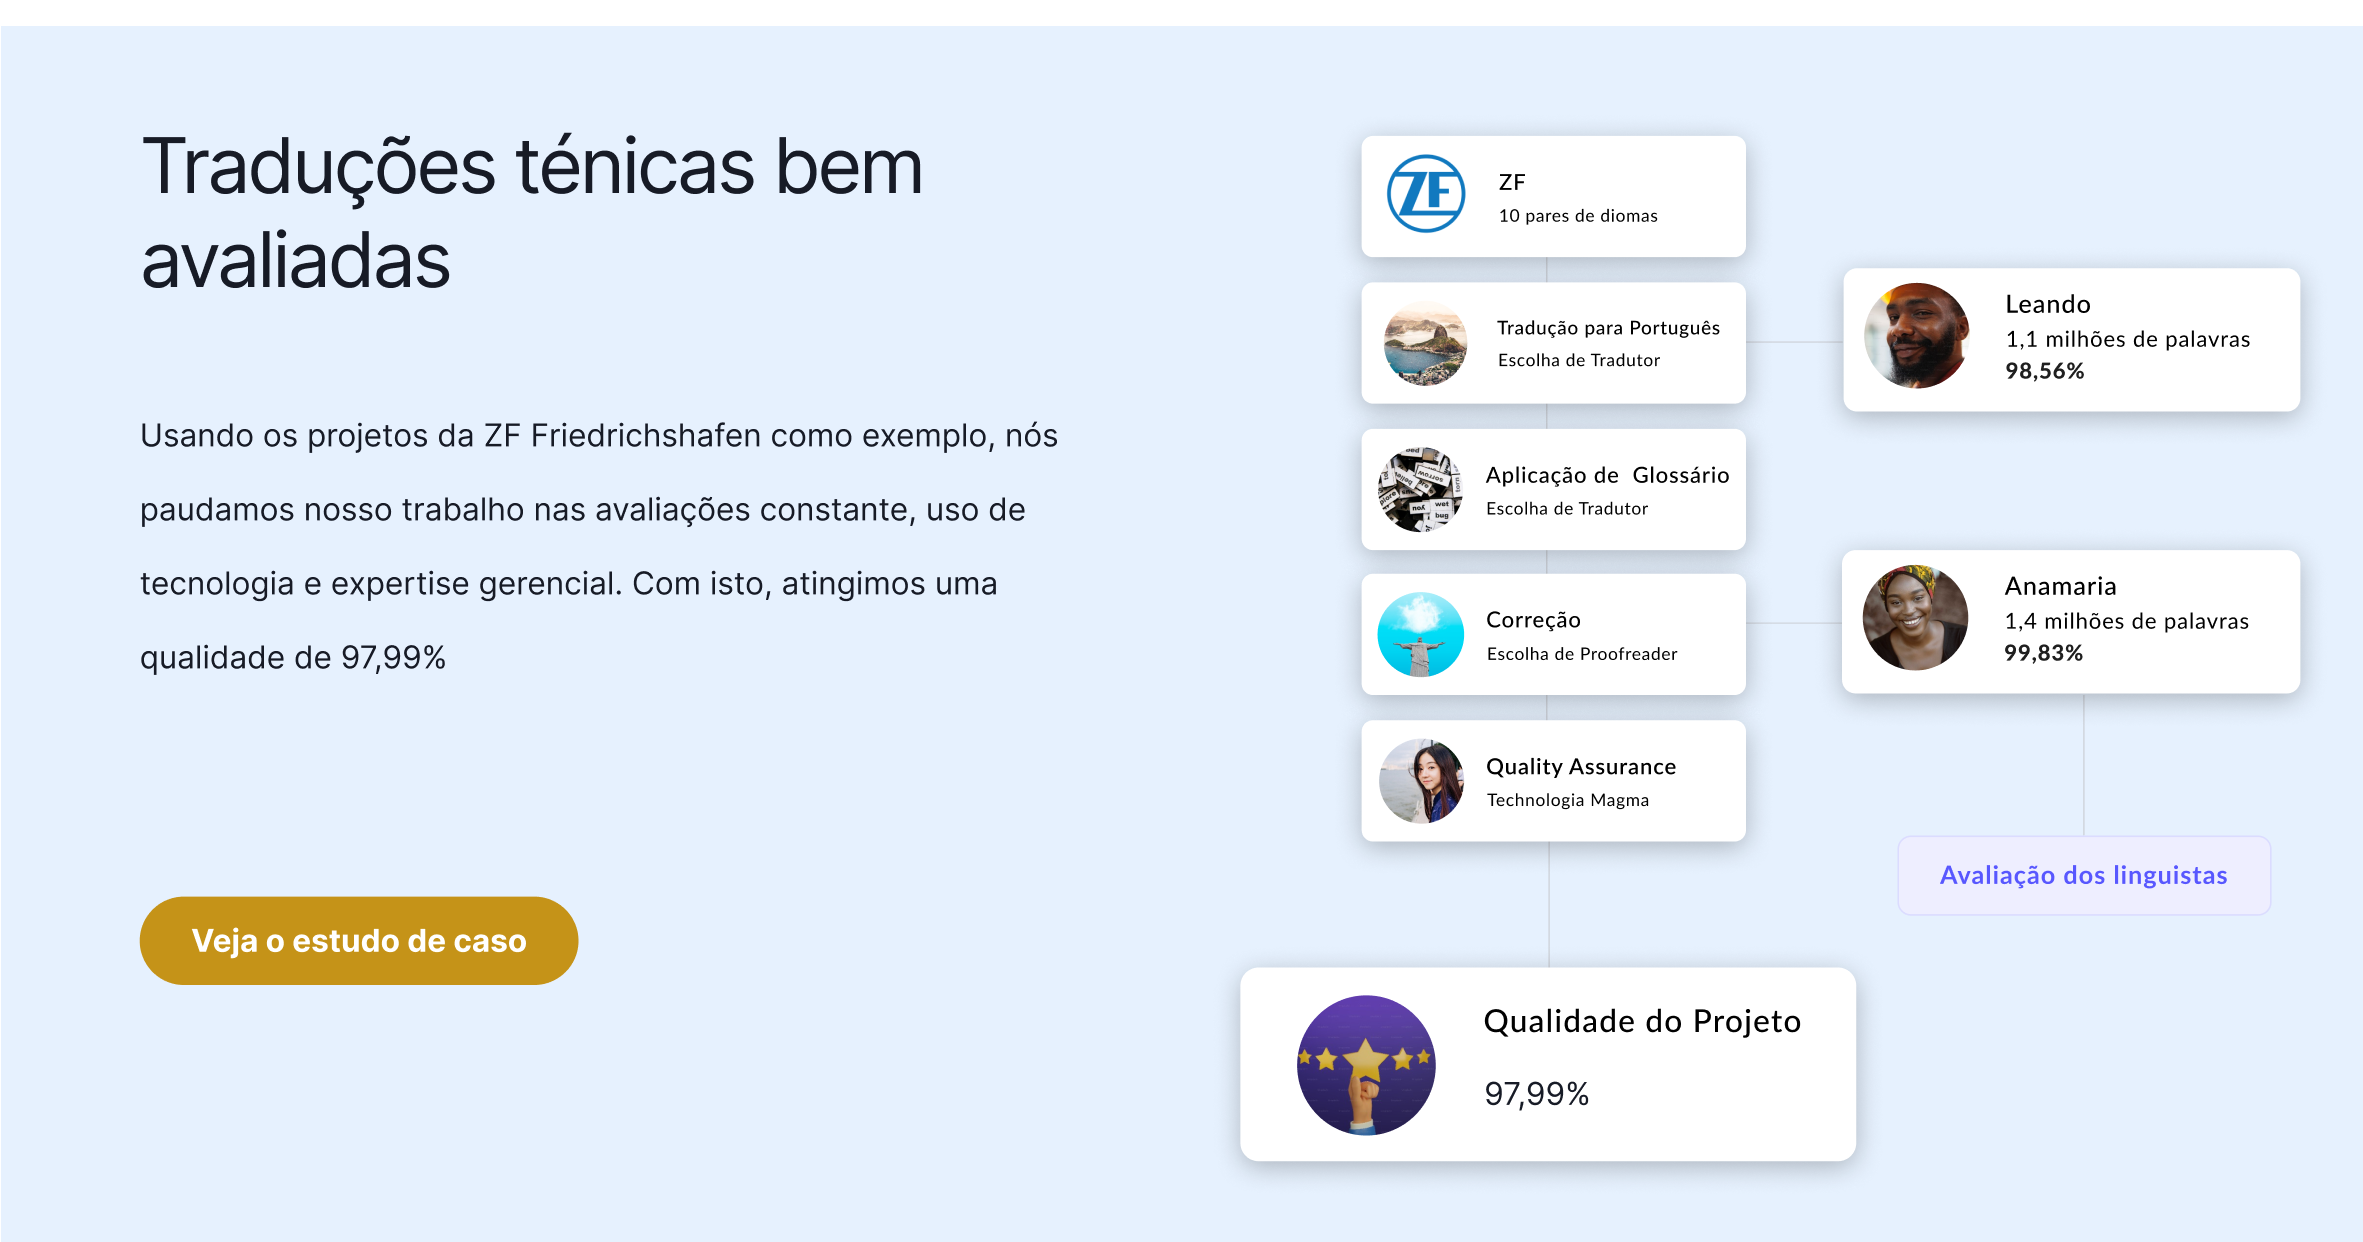 Traduções ténicas bem
avaliadas
Usando os projetos da ZF Friedrichshafen como exemplo, nós
paudamos nosso trabalho nas avaliações constante, uso de
tecnologia e expertise gerencial. Com isto, atingimos uma
qualidade de 97,99%
Veja o estudo de caso
ZF
ZF
10 pares de diomas
Tradução para Português
Escolha de Tradutor
Leando
1,1 milhões de palavras
98,56%
Aplicação de  Glossário
Escolha de Tradutor
sorrow
wet
bug
Correção
Escolha de Proofreader
Anamaria
1,4 milhões de palavras
99,83%
Quality Assurance
Technologia Magma
Avaliação dos linguistas
Qualidade do Projeto
97,99%